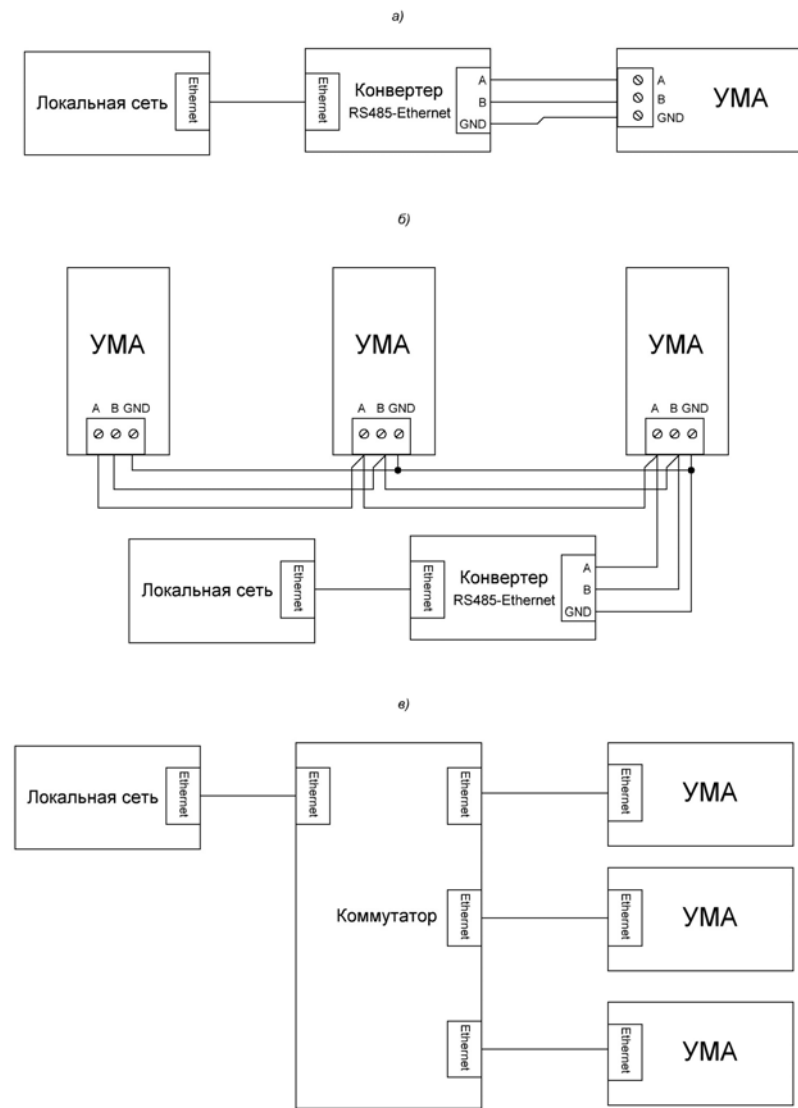 а)
Локальная сеть
Ethernet
Ethernet
Конвертер
RS485-Ethernet
A
B
GND
A
B
GND
УМА
б)
УМА
УМА
УМА
A B GND
A B GND
A B GND
Локальная сеть
Ethernet
Ethernet
Конвертер
RS485-Ethernet
A
B
GND
в)
Локальная сеть
Ethernet
Ethernet
Коммутатор
Ethernet
Ethernet
УМА
Ethernet
Ethernet
УМА
Ethernet
Ethernet
УМА